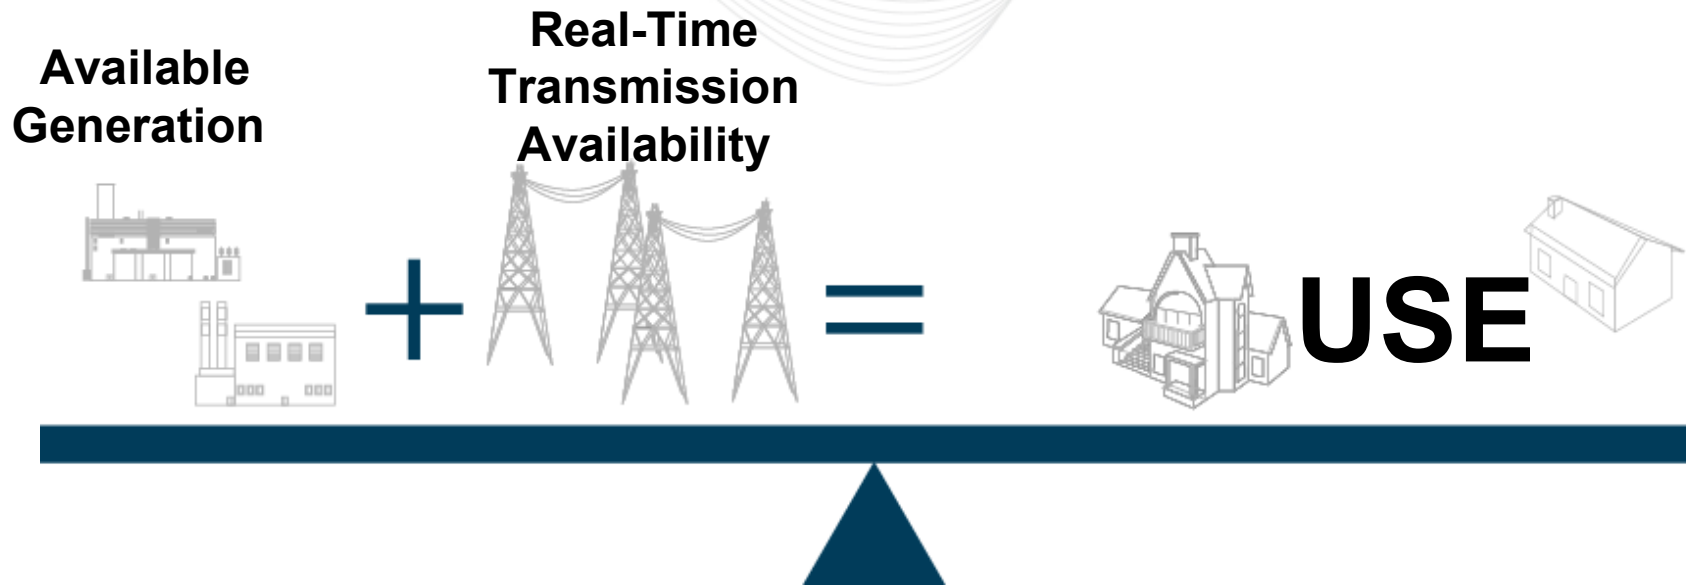 Available
Generation
Real-Time
Transmission
Availability
+
=
USE